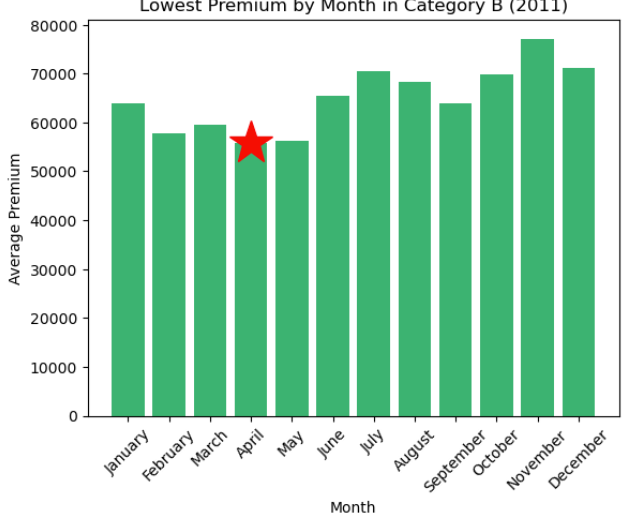 Lowest Premium by Month in Category B (2011)
80000
70000
60000
50000
40000
30000
20000
10000
0
Average Premium
January
February
March
April
May
June
July
August
September
October
November
December
Month